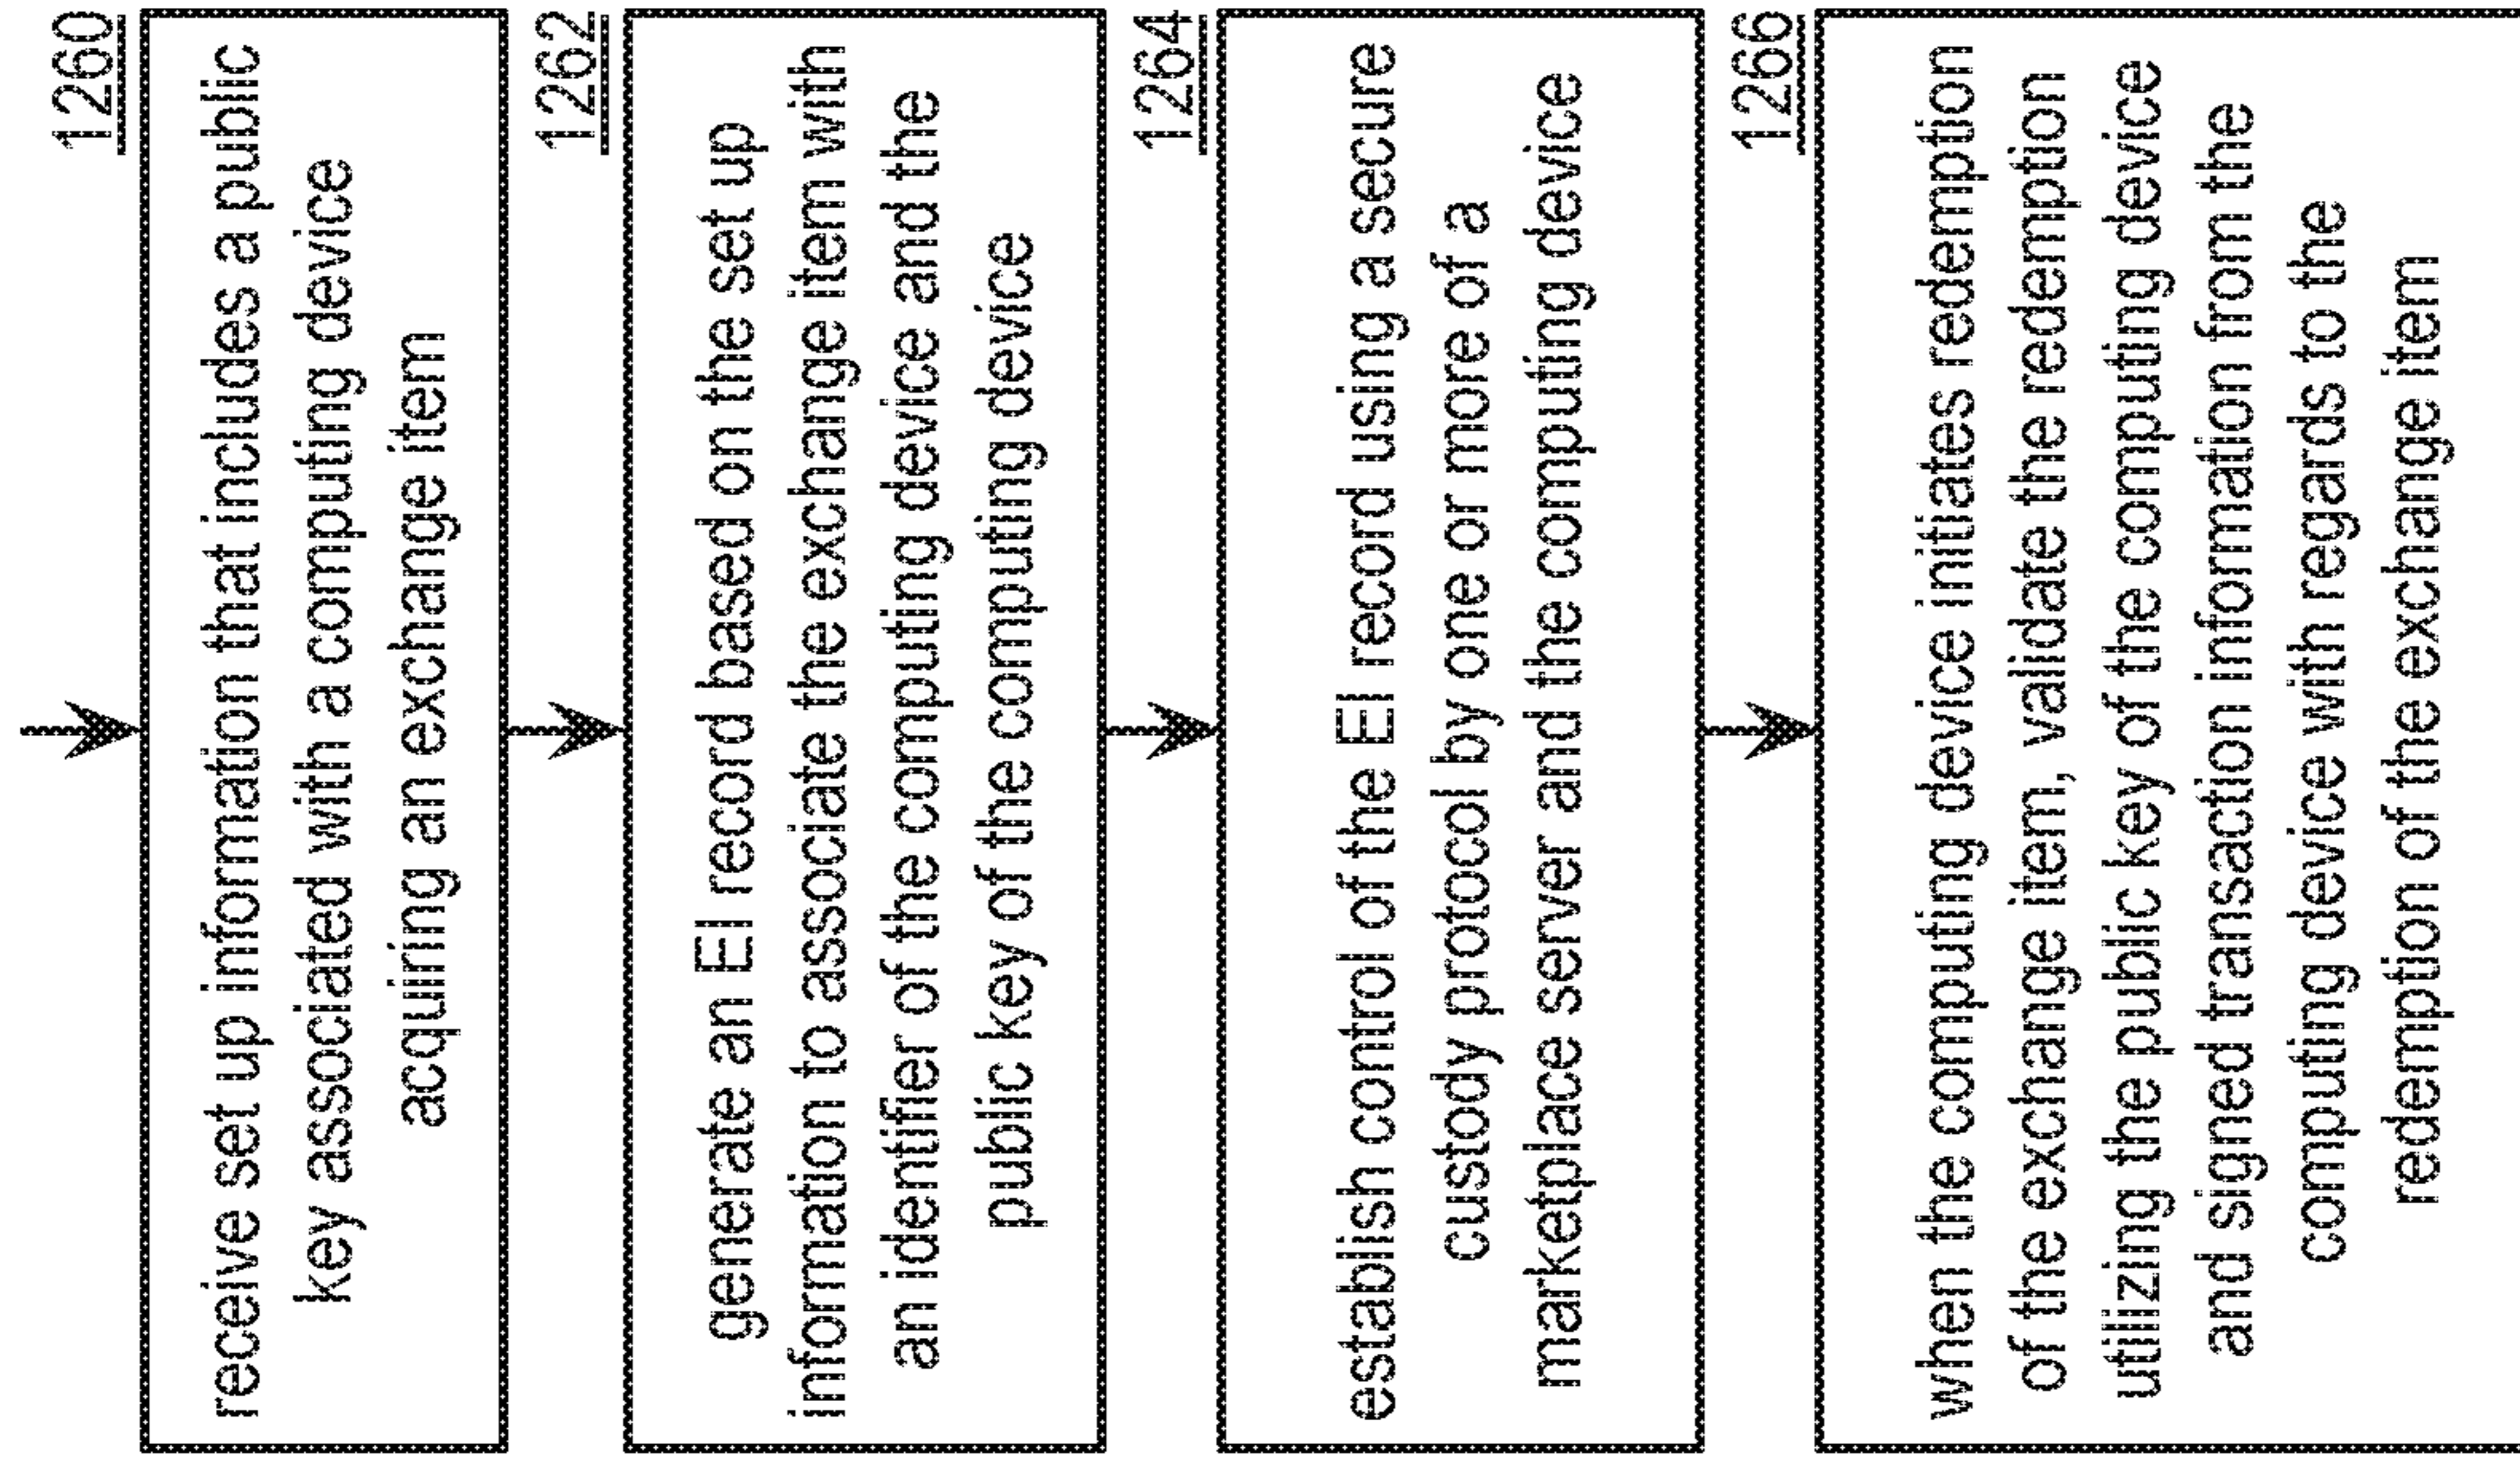 1260
receive set up information that includes a public
key associated with a computing device
acquiring an exchange item
1262
generate an EI record based on the set up
information to associate the exchange item with
an identifier of the computing device and the
public key of the computing device
1264
establish control of the EI record using a secure
custody protocol by one or more of a
marketplace server and the computing device
1266
when the computing device initiates redemption
of the exchange item, validate the redemption
utilizing the public key of the computing device
and signed transaction information from the
computing device with regards to the
redemption of the exchange item